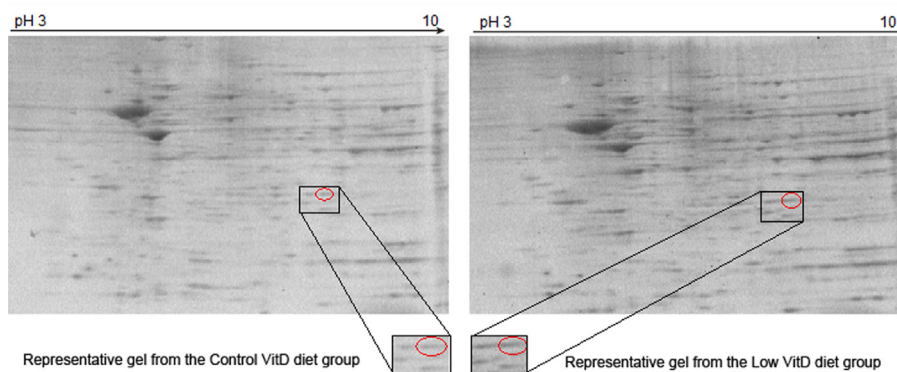 pH 3 10
pH 3 10
Representative gel from the Control VitD diet group
Representative gel from the Low VitD diet group